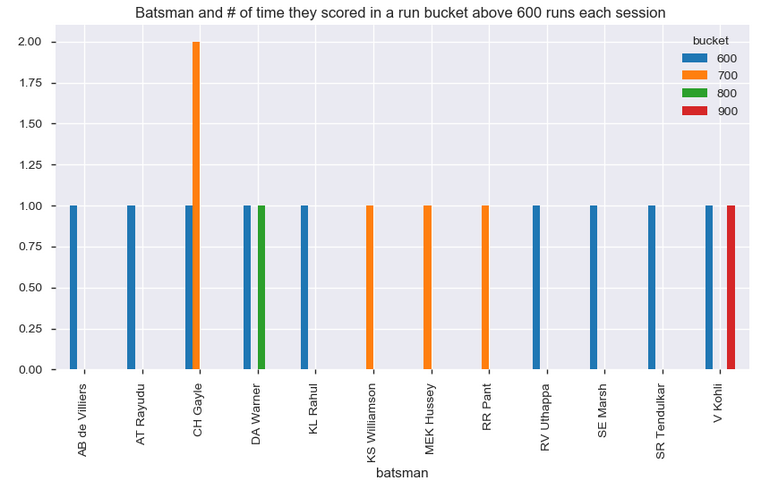 Batsman and # of time they scored in a run bucket above 600 runs each session
bucket
600
700
800
900
2.00
1.75
1.50
1.25
1.00
0.75
0.50
0.25
0.00
AB de Villiers
AT Rayudu
CH Gayle
DA Warner
KL Rahul
KS Williamson
MEK Hussey
RR Pant
RV Uthappa
SE Marsh
SR Tendulkar
V Kohli
batsman